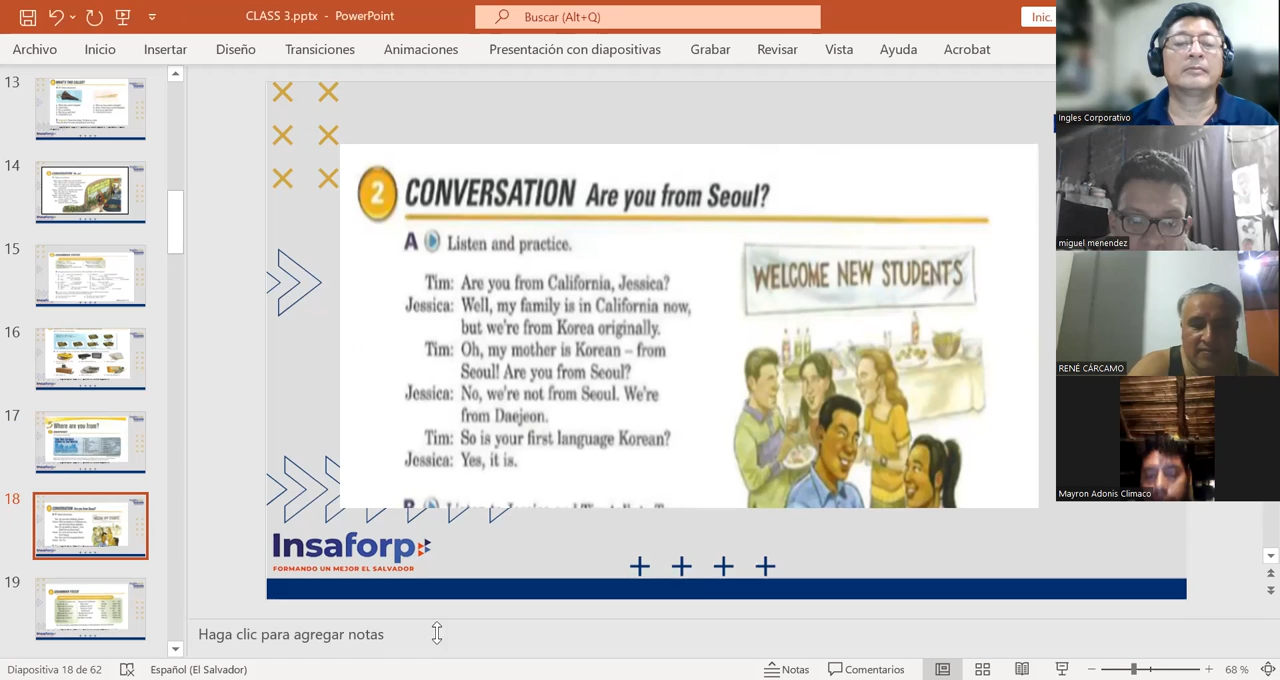 CLASS 3.pptx - PowerPoint
Buscar (Alt+Q)
Inic.
Archivo Inicio Insertar Diseño Transiciones Animaciones Presentación con diapositivas Grabar Revisar Vista Ayuda Acrobat
13
14
15
16
17
Where are you from?
18
19
2 CONVERSATION Are you from Seoul?
A Listen and practice.
Tim: Are you from California, Jessica?
Jessica: Well, my family is in California now,
but we're from Korea originally.
Tim: Oh, my mother is Korean – from
Seoul! Are you from Seoul?
Jessica: No, we're not from Seoul. We're
from Daejeon.
Tim: So is your first language Korean?
Jessica: Yes, it is.
WELCOME NEW STUDENTS
Insaforp
FORMANDO UN MEJOR EL SALVADOR
Ingles Corporativo
miguel menendez
RENÉ CÁRCAMO
Mayron Adonis Climaco
Haga clic para agregar notas
Diapositiva 18 de 62
Español (El Salvador)
Notas
Comentarios
68 %